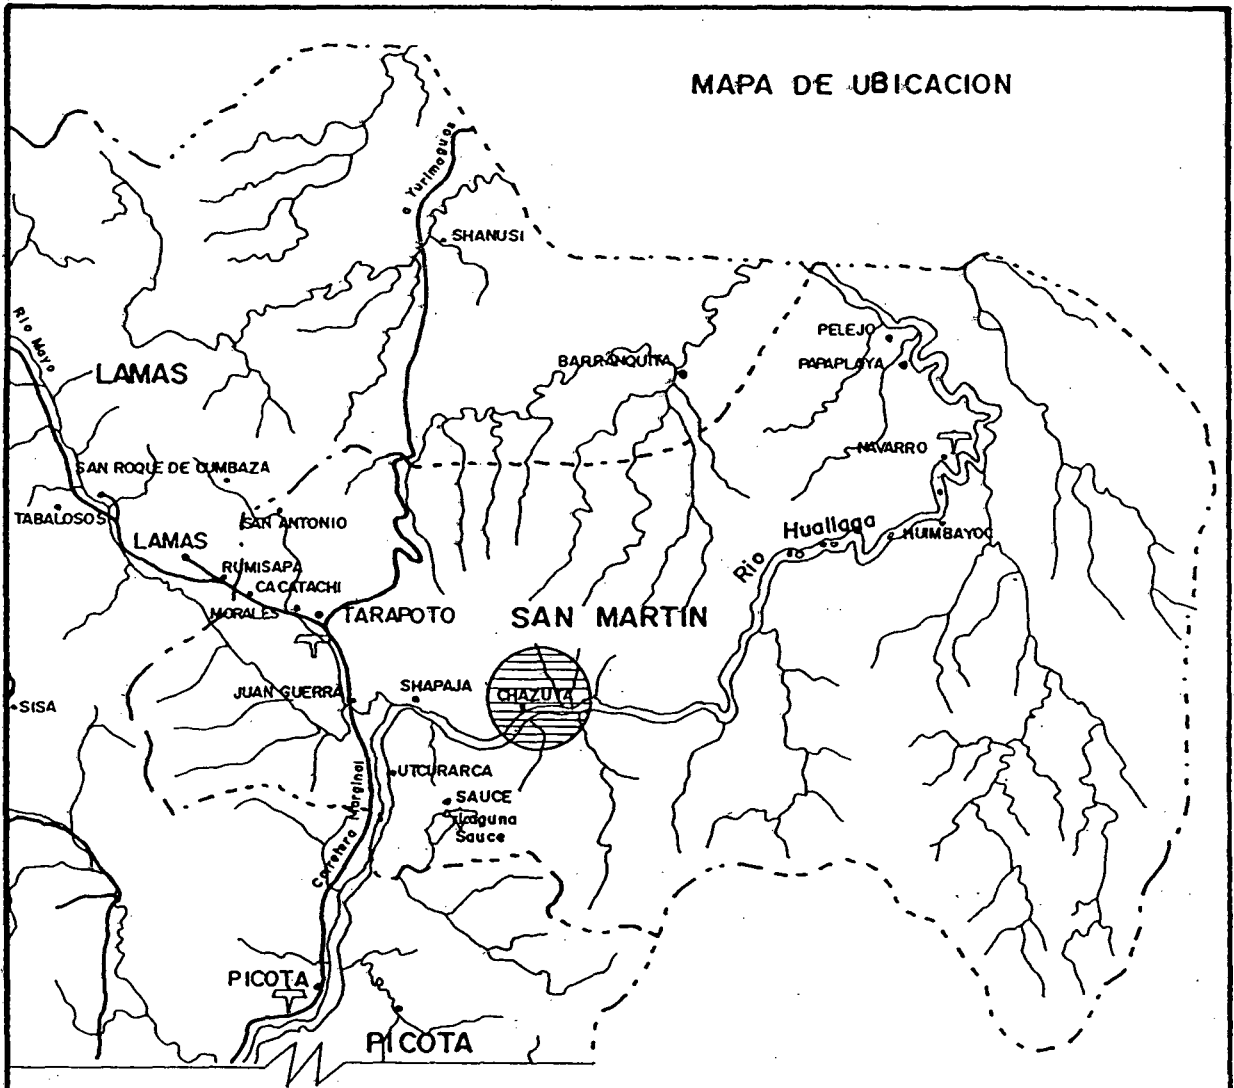 MAPA DE UBICACION
a Yurimaguas
SHANUSI
Rio Mayo
PELEJO
BARRANQUITA
PAPAPLAYA
LAMAS
NAVARRO
SAN ROQUE DE CUMBAZA
TABALOSOS
SAN ANTONIO
Rio Huallaga
HUIMBAYOC
LAMAS
RUMISAPA
CACATACHI
MORALES
TARAPOTO
SAN MARTIN
JUAN GUERRA
SHAPAJA
CHAZUTA
SISA
UTCURARCA
Carretera Marginal
SAUCE
Laguna
Sauce
PICOTA
PICOTA